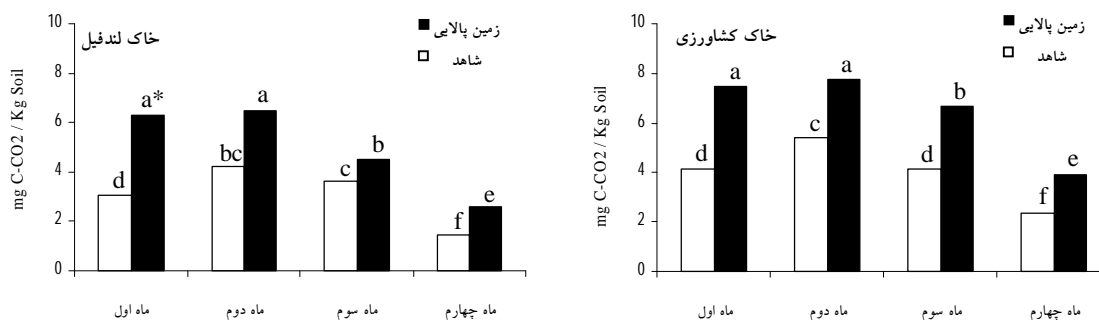 خاک لندفیل
زمین پالایی
شاهد
mg C-CO2 / Kg Soil
10
8
6
4
2
0
a*
a
b
e
d
bc
c
f
ماه اول
ماه دوم
ماه سوم
ماه چهارم
خاک کشاورزی
زمین پالایی
شاهد
mg C-CO2 / Kg Soil
10
8
6
4
2
0
a
a
b
e
d
c
d
f
ماه اول
ماه دوم
ماه سوم
ماه چهارم